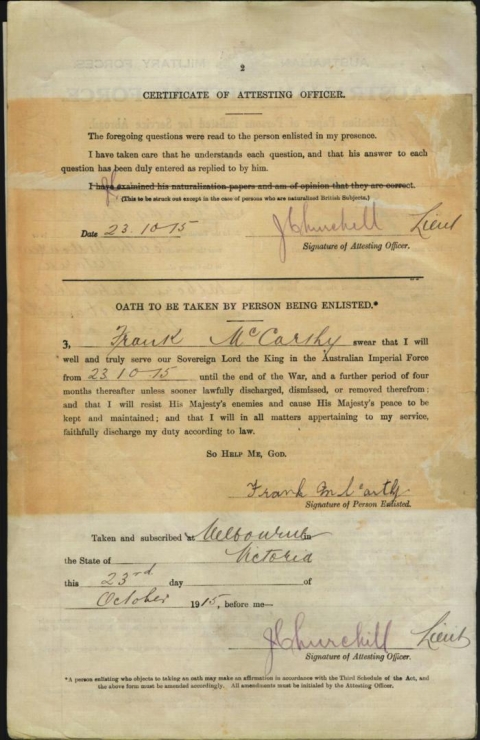 2
CERTIFICATE OF ATTESTING OFFICER.
The foregoing questions were read to the person enlisted in my presence.
I have taken care that he understands each question, and that his answer to each
question has been duly entered as replied to by him.
I have examined his naturalization papers and am of opinion that they are correct.
(This to be struck out except in the case of persons who are naturalized British Subjects.)
Date 23.10.15 J Churchell Lieut
Signature of Attesting Officer.
OATH TO BE TAKEN BY PERSON BEING ENLISTED.*
3, Frank McCarthy swear that I will
well and truly serve our Sovereign Lord the King in the Australian Imperial Force
from 23.10.15 until the end of the War, and a further period of four
months thereafter unless sooner lawfully discharged, dismissed, or removed therefrom;
and that I will resist His Majesty's enemies and cause His Majesty's peace to be
kept and maintained; and that I will in all matters appertaining to my service,
faithfully discharge my duty according to law.
SO HELP ME, GOD.
Frank McCarthy
Signature of Person Enlisted.
Taken and subscribed at Melbourne in
the State of Victoria
this 23rd day of
October 1915, before me—
J Churchill Lieut
Signature of Attesting Officer.
*A person enlisting who objects to taking an oath may make an affirmation in accordance with the Third Schedule of the Act, and
the above form must be amended accordingly. All amendments must be initialed by the Attesting Officer.